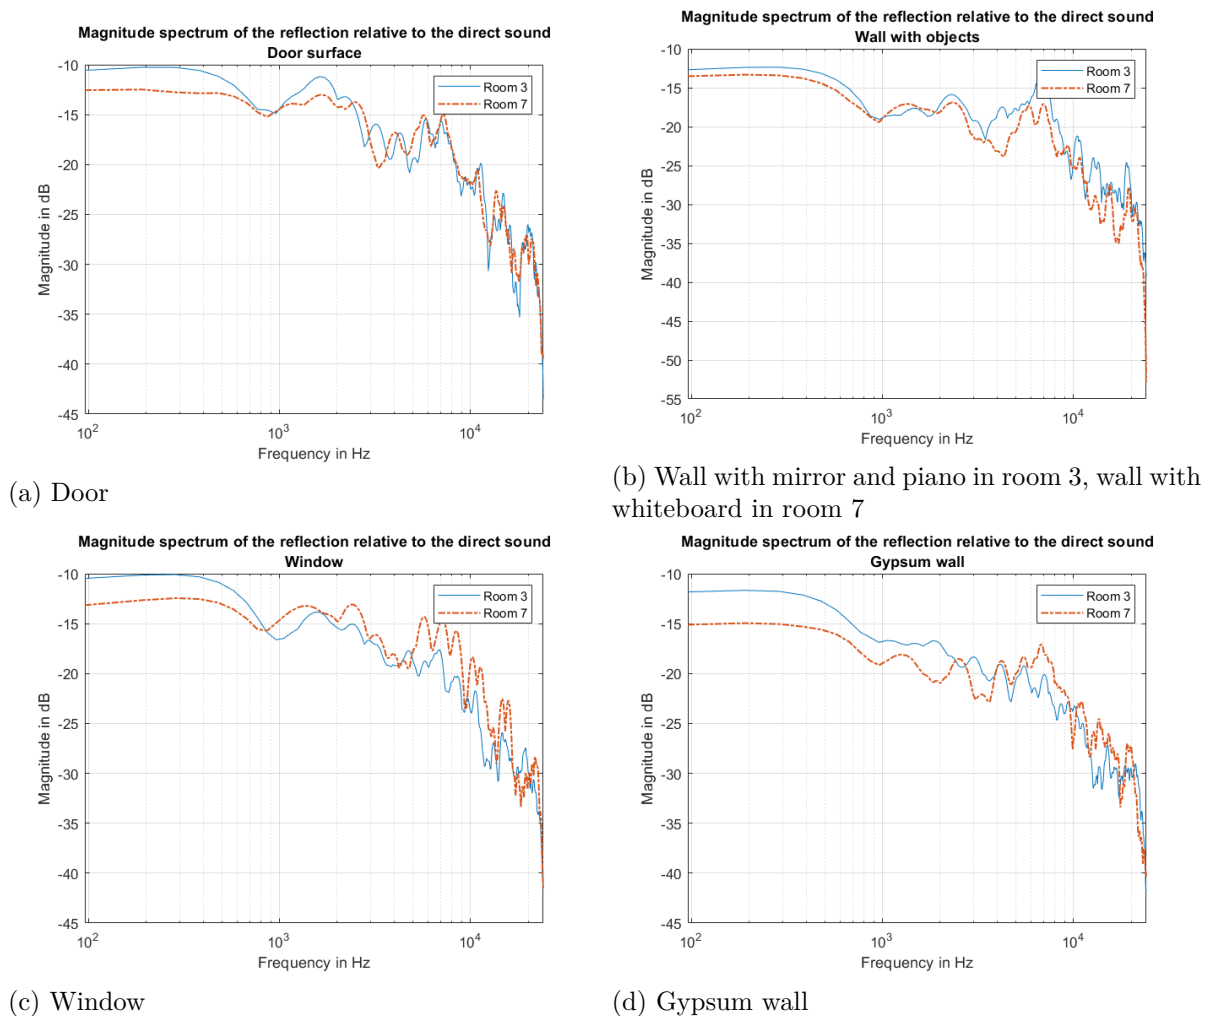 Magnitude spectrum of the reflection relative to the direct sound
Door surface
-10
-15
-20
-25
-30
-35
-40
-45
Magnitude in dB
10^2
10^3
10^4
Frequency in Hz
Room 3
Room 7
(a) Door
Magnitude spectrum of the reflection relative to the direct sound
Wall with objects
-10
-15
-20
-25
-30
-35
-40
-45
-50
-55
Magnitude in dB
10^2
10^3
10^4
Frequency in Hz
Room 3
Room 7
(b) Wall with mirror and piano in room 3, wall with
whiteboard in room 7
Magnitude spectrum of the reflection relative to the direct sound
Window
-10
-15
-20
-25
-30
-35
-40
-45
Magnitude in dB
10^2
10^3
10^4
Frequency in Hz
Room 3
Room 7
(c) Window
Magnitude spectrum of the reflection relative to the direct sound
Gypsum wall
-10
-15
-20
-25
-30
-35
-40
-45
Magnitude in dB
10^2
10^3
10^4
Frequency in Hz
Room 3
Room 7
(d) Gypsum wall